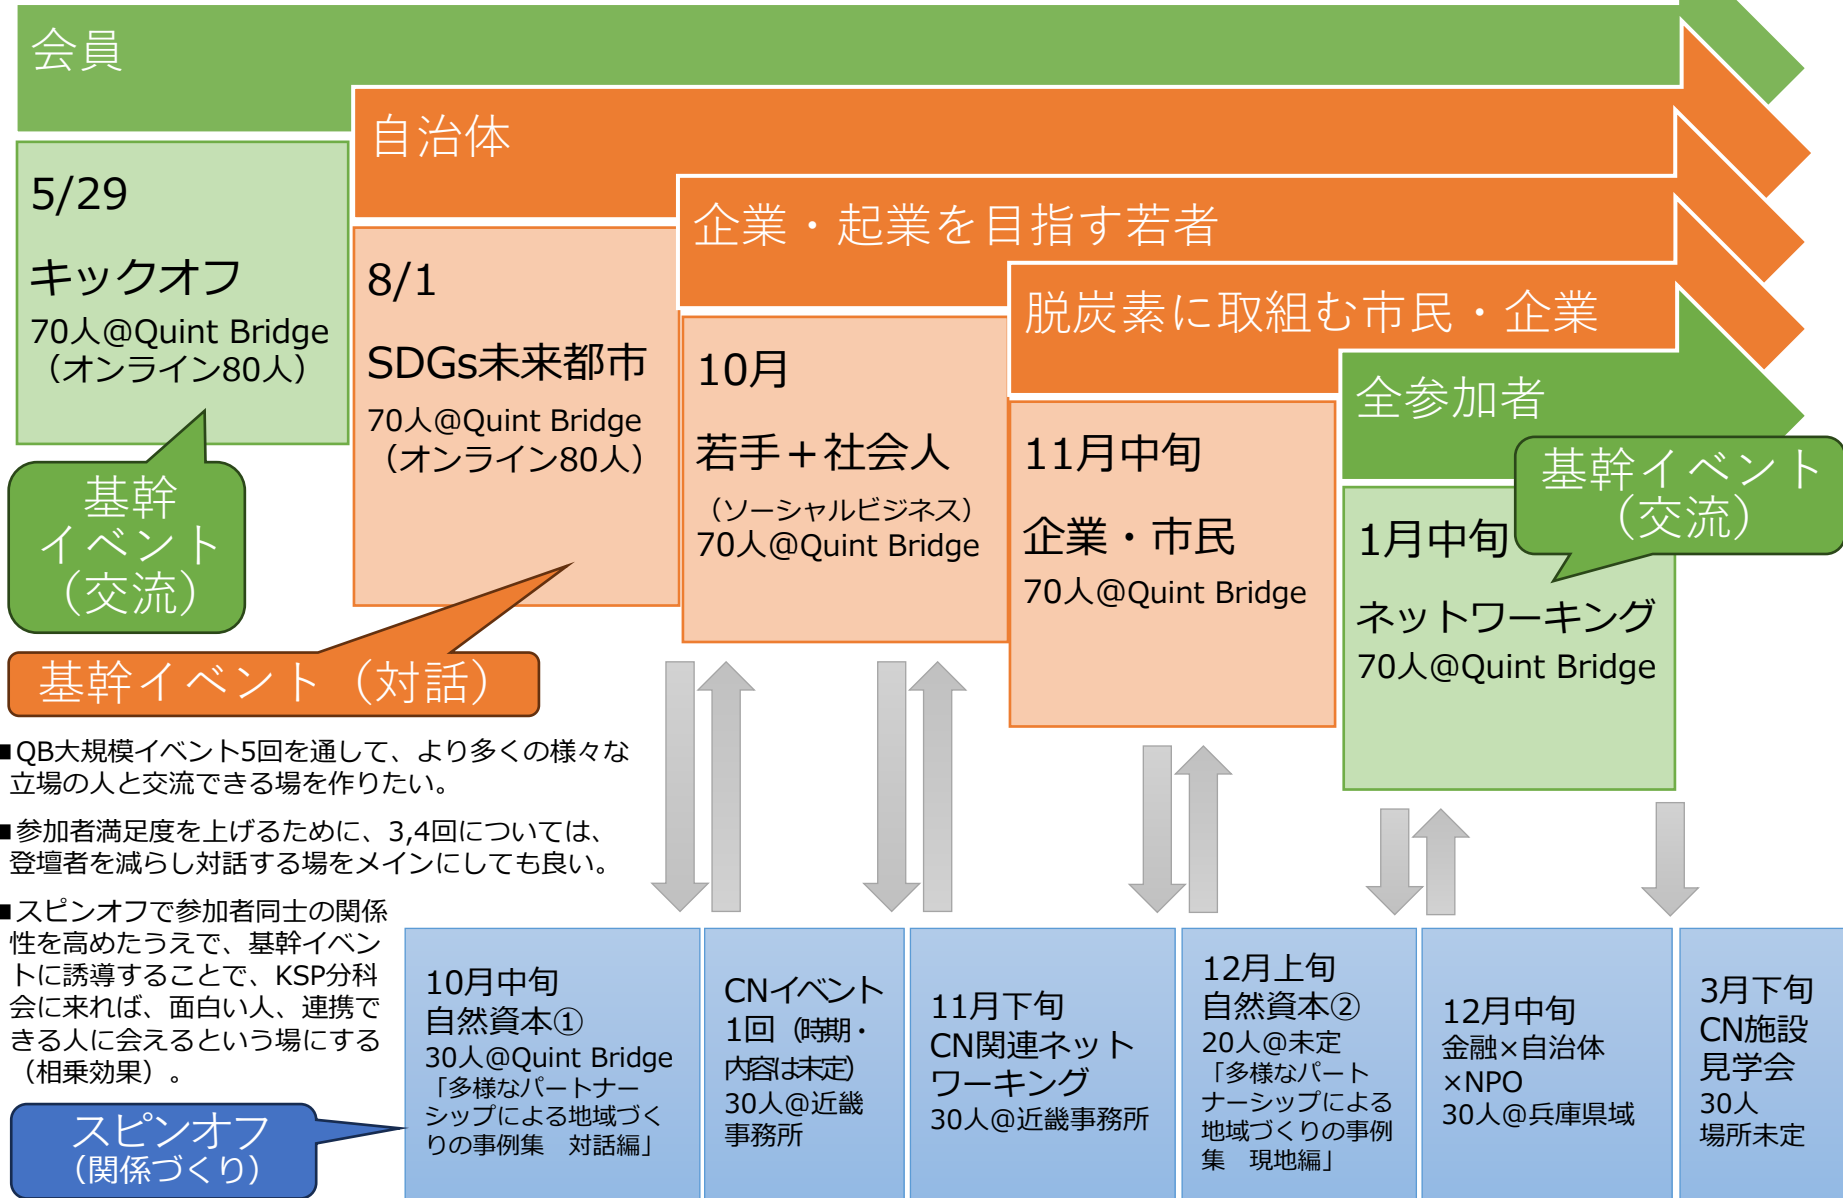 会員
自治体
企業・起業を目指す若者
脱炭素に取組む市民・企業
全参加者
5/29
キックオフ
70人@Quint Bridge
（オンライン80人）
8/1
SDGs未来都市
70人@Quint Bridge
（オンライン80人）
10月
若手＋社会人
（ソーシャルビジネス）
70人@Quint Bridge
11月中旬
企業・市民
70人@Quint Bridge
1月中旬
ネットワーキング
70人@Quint Bridge
基幹
イベント
（交流）
基幹イベント（対話）
基幹イベント
（交流）
■QB大規模イベント5回を通して、より多くの様々な
立場の人と交流できる場を作りたい。
■参加者満足度を上げるために、3,4回については、
登壇者を減らし対話する場をメインにしても良い。
■スピンオフで参加者同士の関係
性を高めたうえで、基幹イベン
トに誘導することで、KSP分科
会に来れば、面白い人、連携で
きる人に会えるという場にする
（相乗効果）。
スピンオフ
（関係づくり）
10月中旬
自然資本①
30人@Quint Bridge
「多様なパートナー
シップによる地域づく
りの事例集　対話編」
CNイベント
1回（時期・
内容は未定）
30人@近畿
事務所
11月下旬
CN関連ネット
ワーキング
30人@近畿事務所
12月上旬
自然資本②
20人@未定
「多様なパート
ナーシップによる
地域づくりの事例
集　現地編」
12月中旬
金融×自治体
×NPO
30人@兵庫県域
3月下旬
CN施設
見学会
30人
場所未定